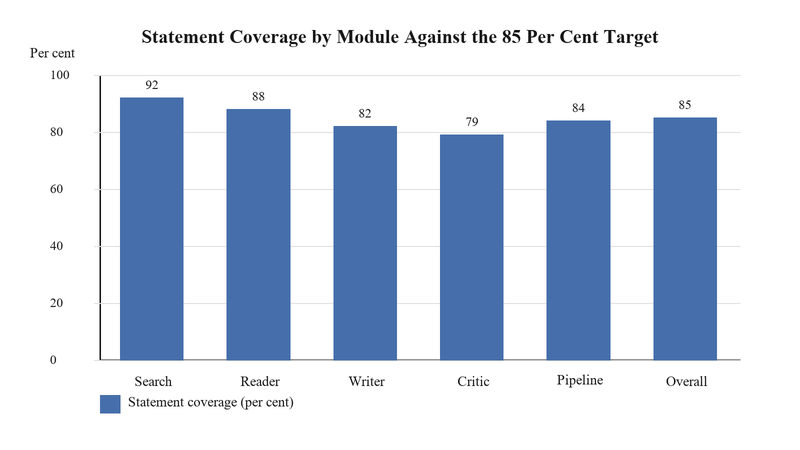 Statement Coverage by Module Against the 85 Per Cent Target
Per cent
100
80
60
40
20
0
92
88
82
79
84
85
Search
Reader
Writer
Critic
Pipeline
Overall
Statement coverage (per cent)